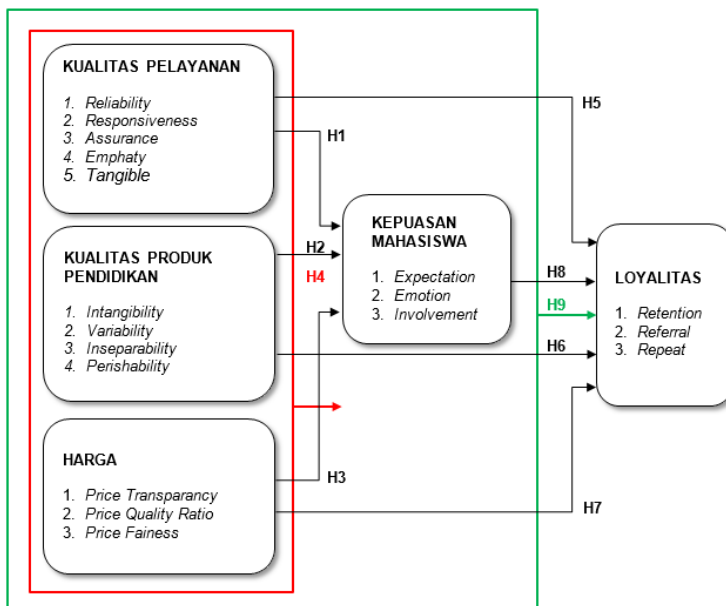 KUALITAS PELAYANAN
1. Reliability
2. Responsiveness
3. Assurance
4. Emphaty
5. Tangible
H5
H1
KEPUASAN
MAHASISWA
1. Expectation
2. Emotion
3. Involvement
KUALITAS PRODUK
PENDIDIKAN
1. Intangibility
2. Variability
3. Inseparability
4. Perishability
H2
H4
H8
H9
H6
LOYALITAS
1. Retention
2. Referral
3. Repeat
HARGA
1. Price Transparancy
2. Price Quality Ratio
3. Price Fainess
H3
H7